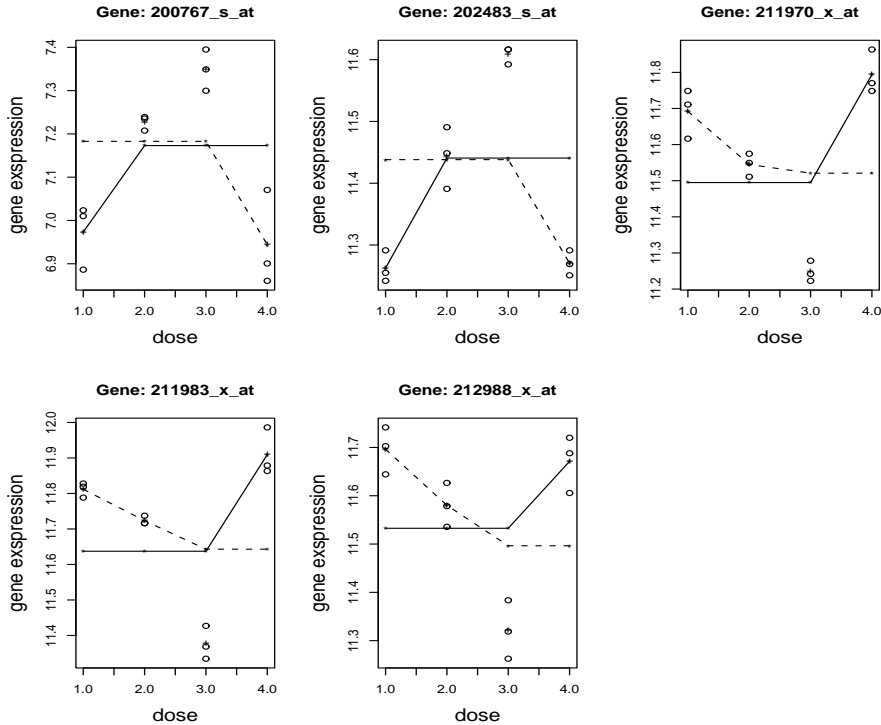 Gene: 200767_s_at
gene exspression
7.4
7.3
7.2
7.1
7.0
6.9
1.0 2.0 3.0 4.0
dose
Gene: 202483_s_at
gene exspression
11.6
11.5
11.4
11.3
1.0 2.0 3.0 4.0
dose
Gene: 211970_x_at
gene exspression
11.8
11.7
11.6
11.5
11.4
11.3
11.2
1.0 2.0 3.0 4.0
dose
Gene: 211983_x_at
gene exspression
12.0
11.9
11.8
11.7
11.6
11.5
11.4
1.0 2.0 3.0 4.0
dose
Gene: 212988_x_at
gene exspression
11.7
11.6
11.5
11.4
11.3
1.0 2.0 3.0 4.0
dose